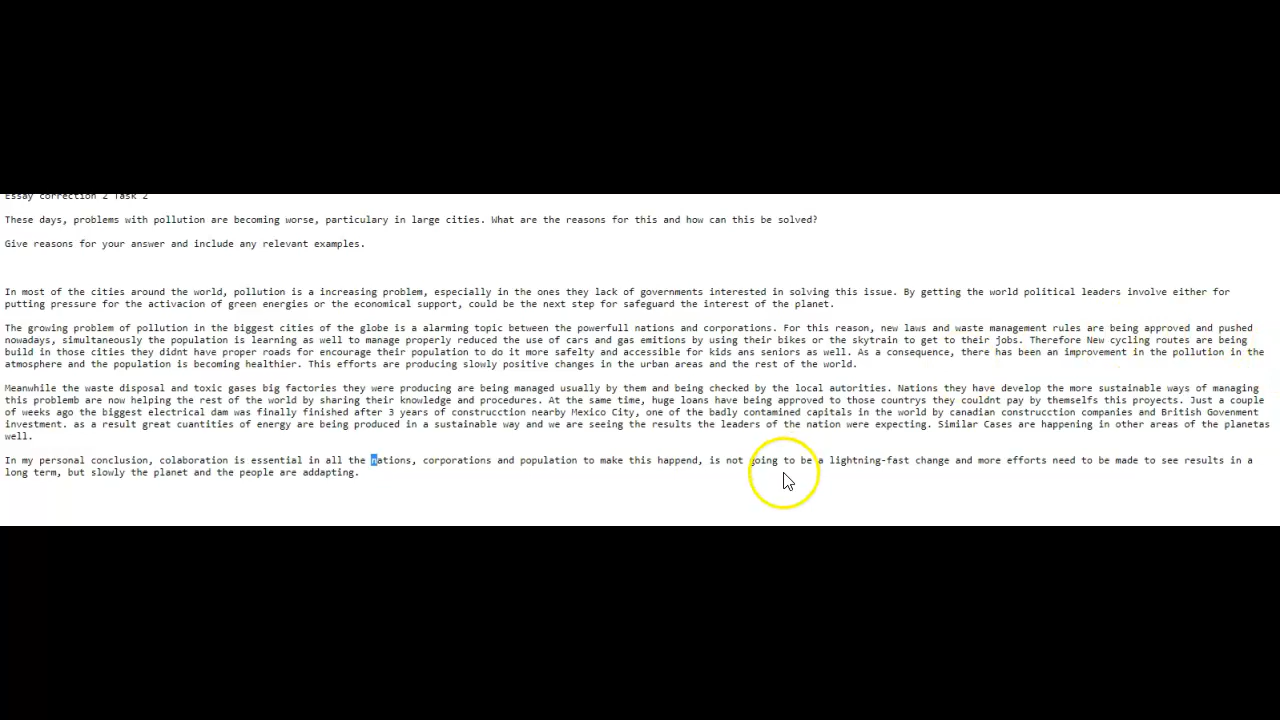 Essay correction 2 Task 2
These days, problems with pollution are becoming worse, particulary in large cities. What are the reasons for this and how can this be solved?
Give reasons for your answer and include any relevant examples.
In most of the cities around the world, pollution is a increasing problem, especially in the ones they lack of governments interested in solving this issue. By getting the world political leaders involve either for
putting pressure for the activacion of green energies or the economical support, could be the next step for safeguard the interest of the planet.
The growing problem of pollution in the biggest cities of the globe is a alarming topic between the powerfull nations and corporations. For this reason, new laws and waste management rules are being approved and pushed
nowadays, simultaneously the population is learning as well to manage properly reduced the use of cars and gas emitions by using their bikes or the skytrain to get to their jobs. Therefore New cycling routes are being
build in those cities they didnt have proper roads for encourage their population to do it more safelty and accessible for kids ans seniors as well. As a consequence, there has been an improvement in the pollution in the
atmosphere and the population is becoming healthier. This efforts are producing slowly positive changes in the urban areas and the rest of the world.
Meanwhile the waste disposal and toxic gases big factories they were producing are being managed usually by them and being checked by the local autorities. Nations they have develop the more sustainable ways of managing
this problemb are now helping the rest of the world by sharing their knowledge and procedures. At the same time, huge loans have being approved to those countrys they couldnt pay by themselfs this proyects. Just a couple
of weeks ago the biggest electrical dam was finally finished after 3 years of construcction nearby Mexico City, one of the badly contamined capitals in the world by canadian construcction companies and British Govenment
investment. as a result great cuantities of energy are being produced in a sustainable way and we are seeing the results the leaders of the nation were expecting. Similar Cases are happening in other areas of the planetas
well.
In my personal conclusion, colaboration is essential in all the nations, corporations and population to make this happend, is not going to be a lightning-fast change and more efforts need to be made to see results in a
long term, but slowly the planet and the people are addapting.